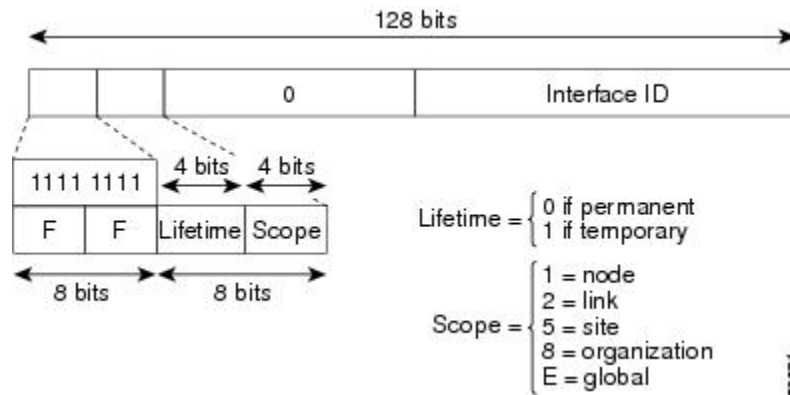 128 bits
0 Interface ID
4 bits 4 bits
1111 1111
F F Lifetime Scope
8 bits 8 bits
Lifetime = 0 if permanent
1 if temporary
Scope = 1 = node
2 = link
5 = site
8 = organization
E = global